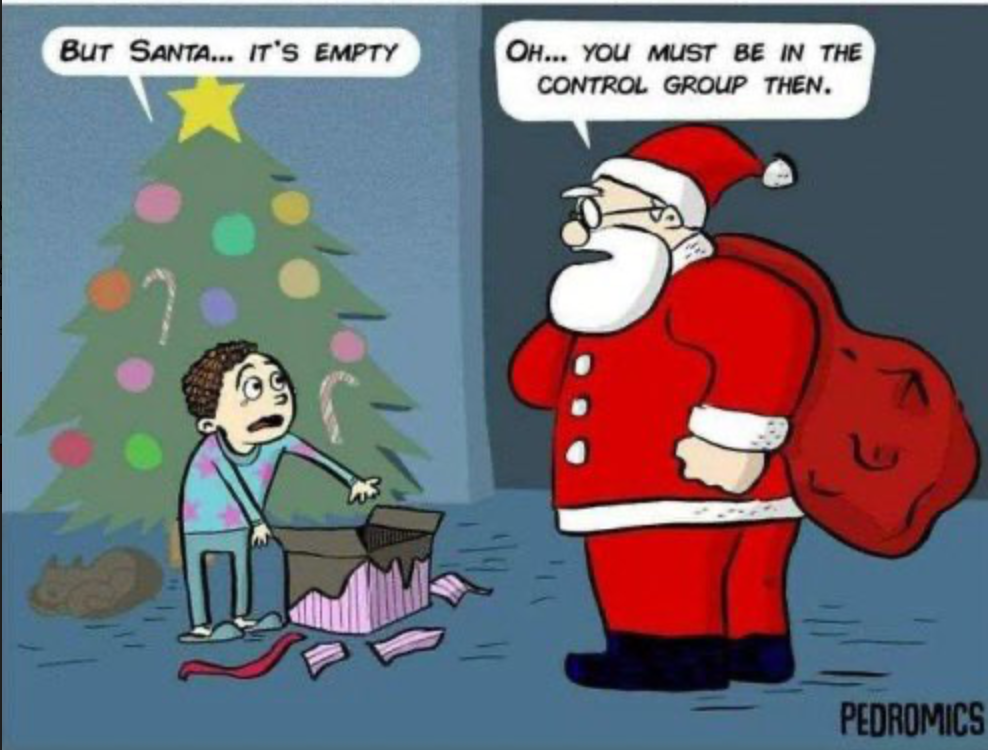 BUT SANTA... IT'S EMPTY
OH... YOU MUST BE IN THE
CONTROL GROUP THEN.
PEDROMICS